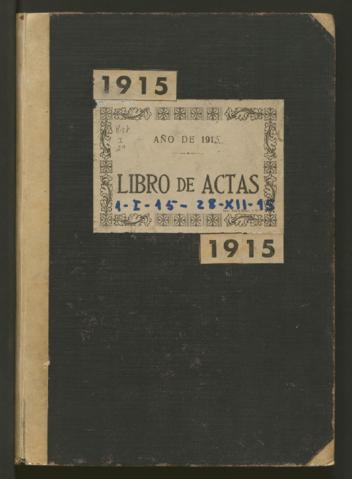 1915
AÑO DE 1915
LIBRO DE ACTAS
1-I-15-28-XII-15
1915